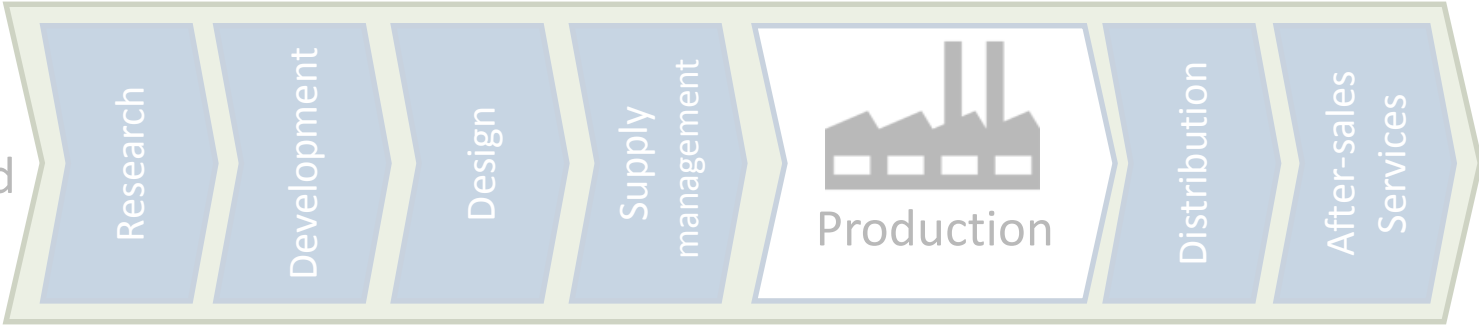 Research
Development
Design
Supply
management
Production
Distribution
After-sales
Services